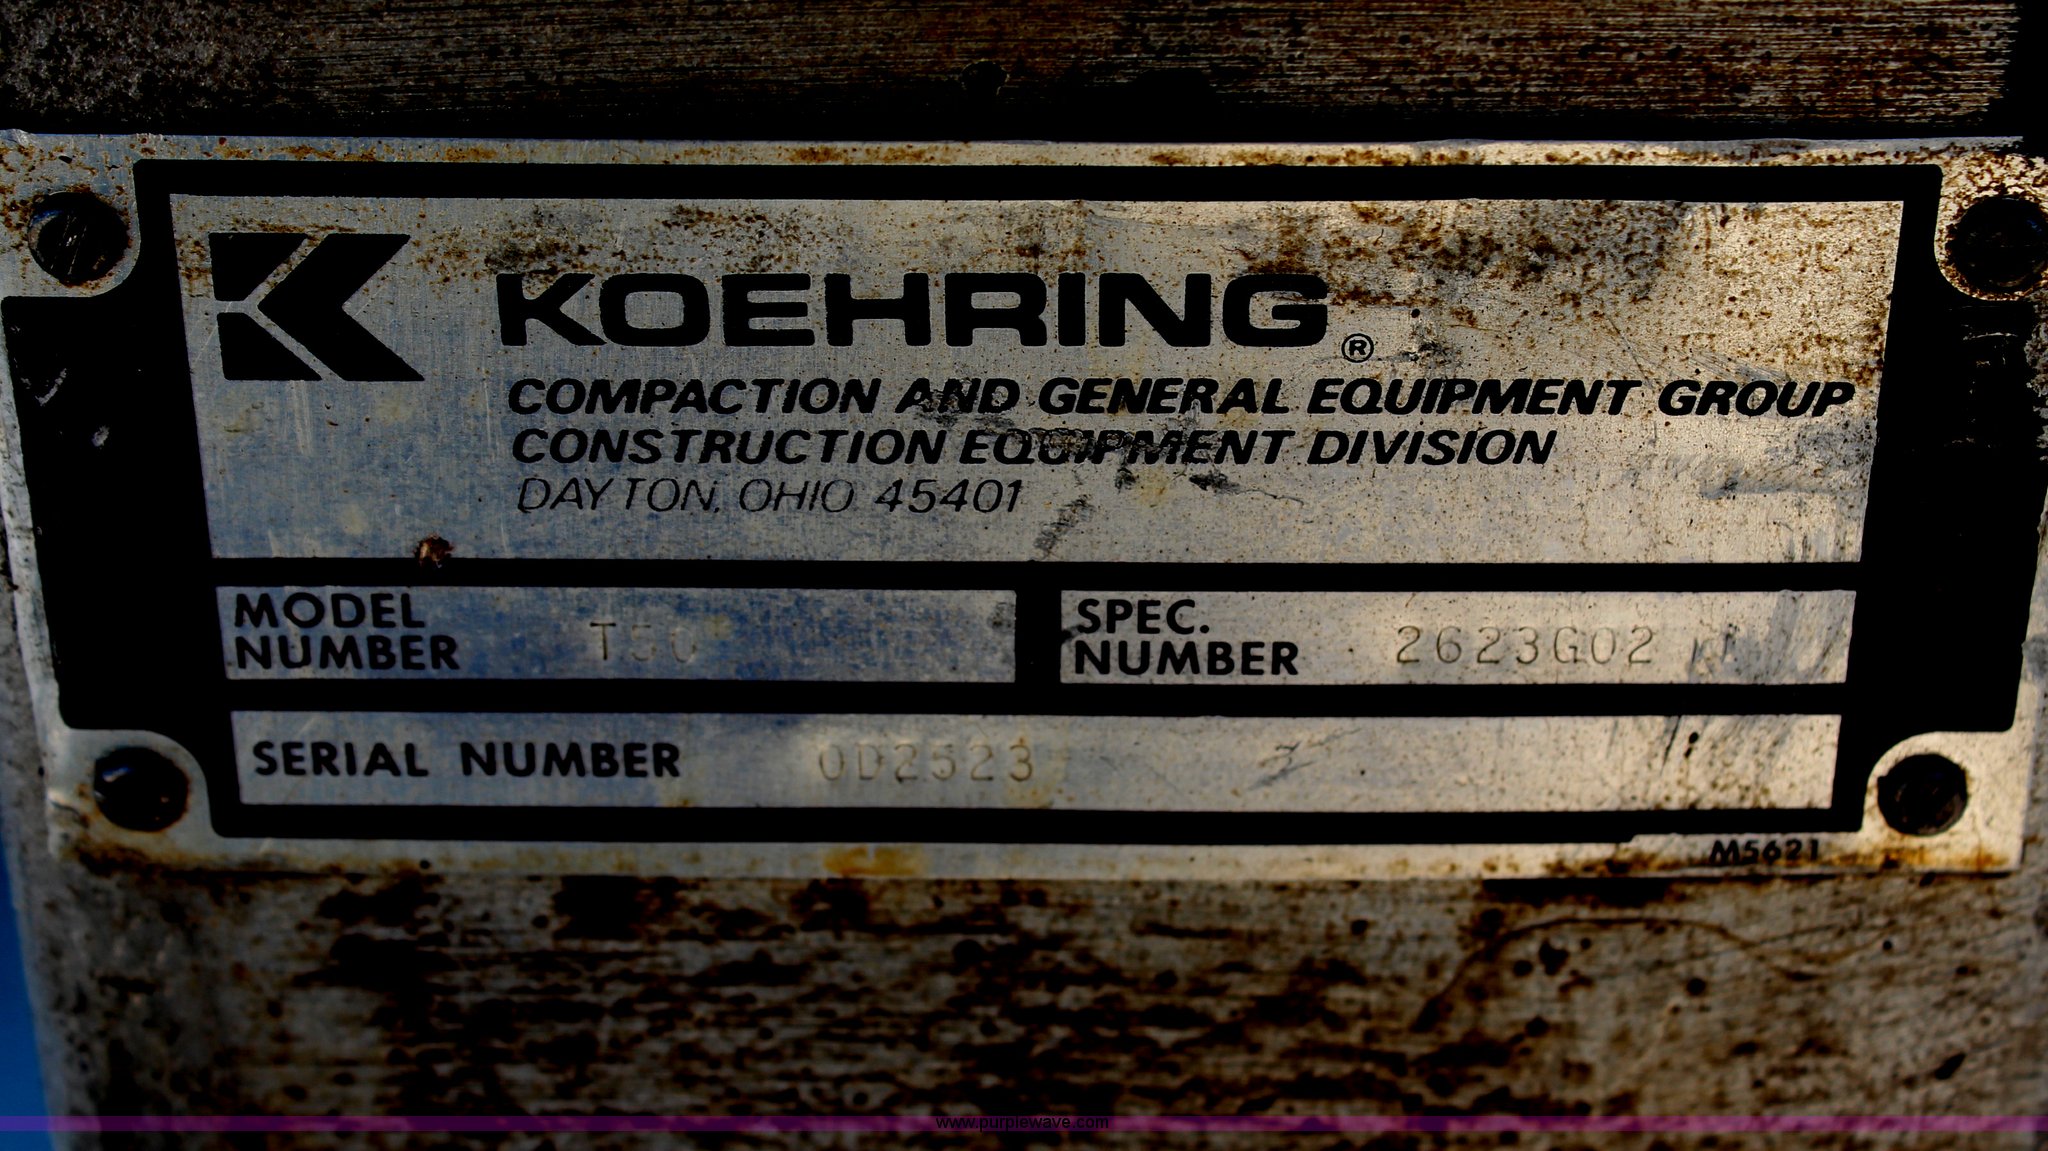 KOEHRING®
COMPACTION AND GENERAL EQUIPMENT GROUP
CONSTRUCTION EQUIPMENT DIVISION
DAYTON, OHIO 45401
MODEL NUMBER T50
SPEC. NUMBER 2623G02
SERIAL NUMBER 0D2523
M5621
www.purplewave.com